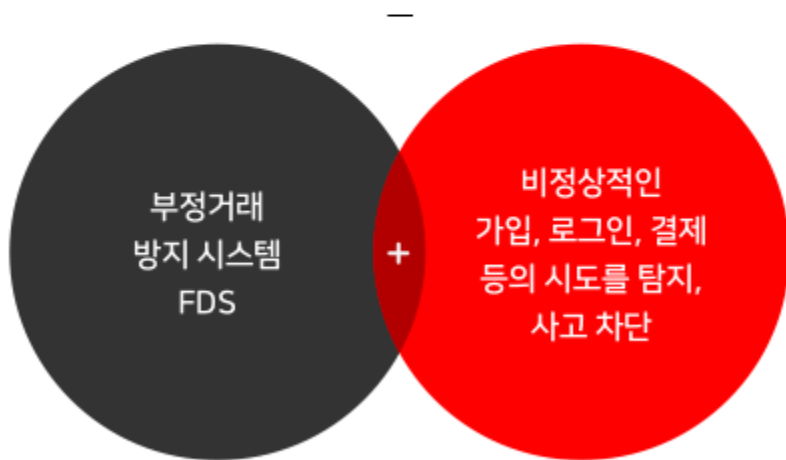 부정거래
방지 시스템
FDS
+
비정상적인
가입, 로그인, 결제
등의 시도를 탐지,
사고 차단